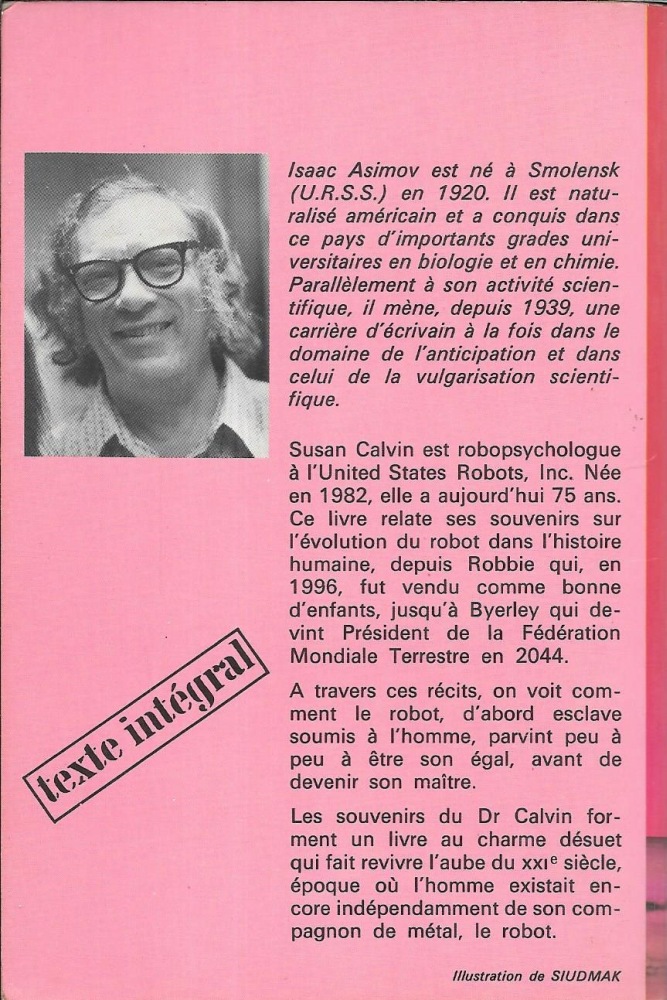 Isaac Asimov est né à Smolensk
(U.R.S.S.) en 1920. Il est natu-
ralisé américain et a conquis dans
ce pays d'importants grades uni-
versitaires en biologie et en chimie.
Parallèlement à son activité scien-
tifique, il mène, depuis 1939, une
carrière d'écrivain à la fois dans le
domaine de l'anticipation et dans
celui de la vulgarisation scienti-
fique.
Susan Calvin est robopsychologue
à l'United States Robots, Inc. Née
en 1982, elle a aujourd'hui 75 ans.
Ce livre relate ses souvenirs sur
l'évolution du robot dans l'histoire
humaine, depuis Robbie qui, en
1996, fut vendu comme bonne
d'enfants, jusqu'à Byerley qui de-
vint Président de la Fédération
Mondiale Terrestre en 2044.
A travers ces récits, on voit com-
ment le robot, d'abord esclave
soumis à l'homme, parvint peu à
peu à être son égal, avant de
devenir son maître.
Les souvenirs du Dr Calvin for-
ment un livre au charme désuet
qui fait revivre l'aube du XXIe siècle,
époque où l'homme existait en-
core indépendamment de son com-
pagnon de métal, le robot.
texte intégral
Illustration de SIUDMAK